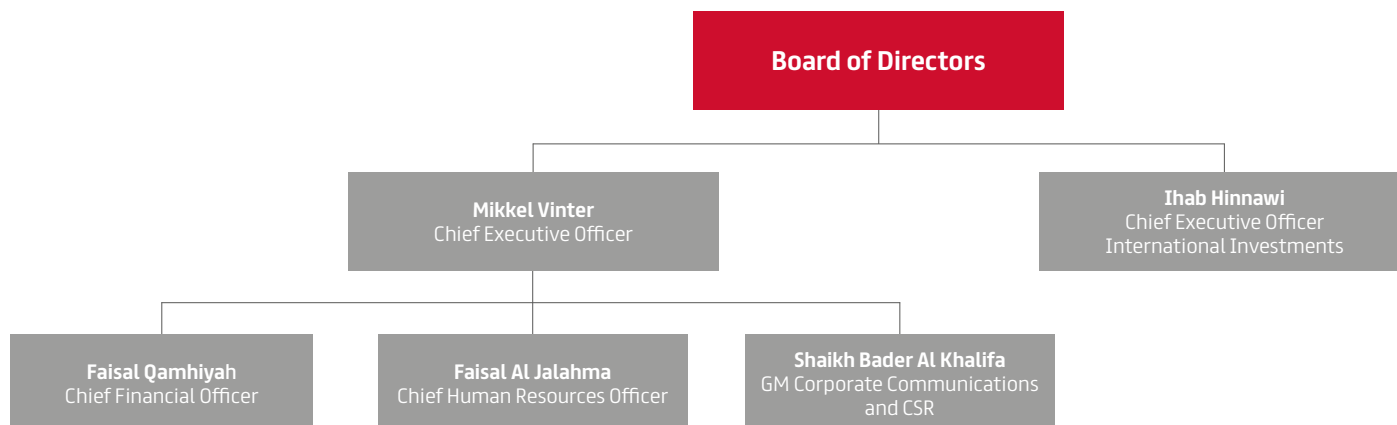 Board of Directors
Mikkel Vinter
Chief Executive Officer
Ihab Hinnawi
Chief Executive Officer
International Investments
Faisal Qamhiyah
Chief Financial Officer
Faisal Al Jalahma
Chief Human Resources Officer
Shaikh Bader Al Khalifa
GM Corporate Communications
and CSR